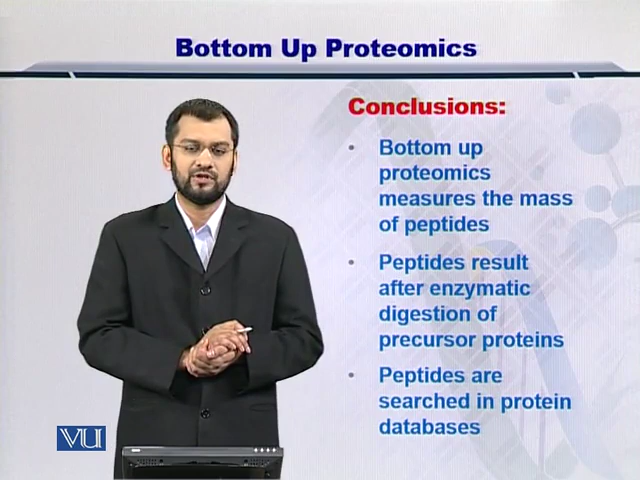 Bottom Up Proteomics
Conclusions:
• Bottom up
proteomics
measures the mass
of peptides
• Peptides result
after enzymatic
digestion of
precursor proteins
• Peptides are
searched in protein
databases
VU